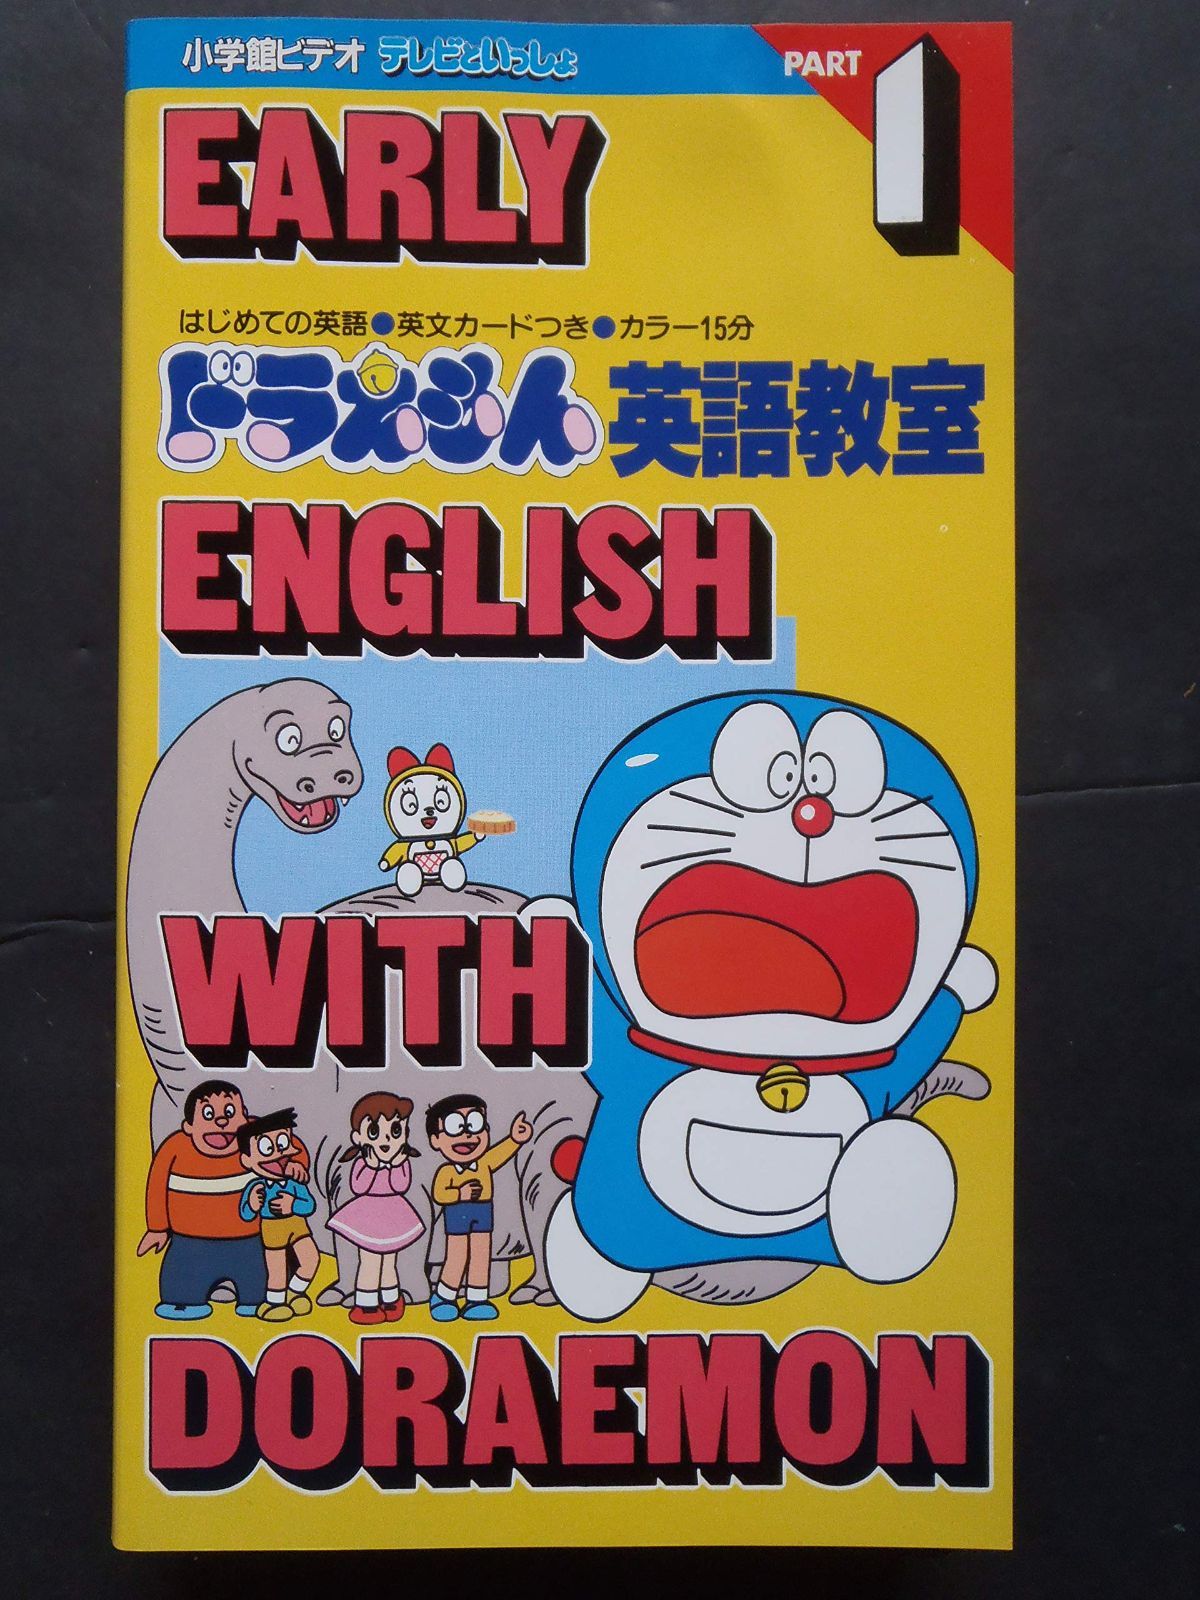 小学館ビデオ テレビといっしょ
PART 1
EARLY
はじめての英語●英文カードつき●カラー15分
ドラえもん 英語教室
ENGLISH
WITH
DORAEMON